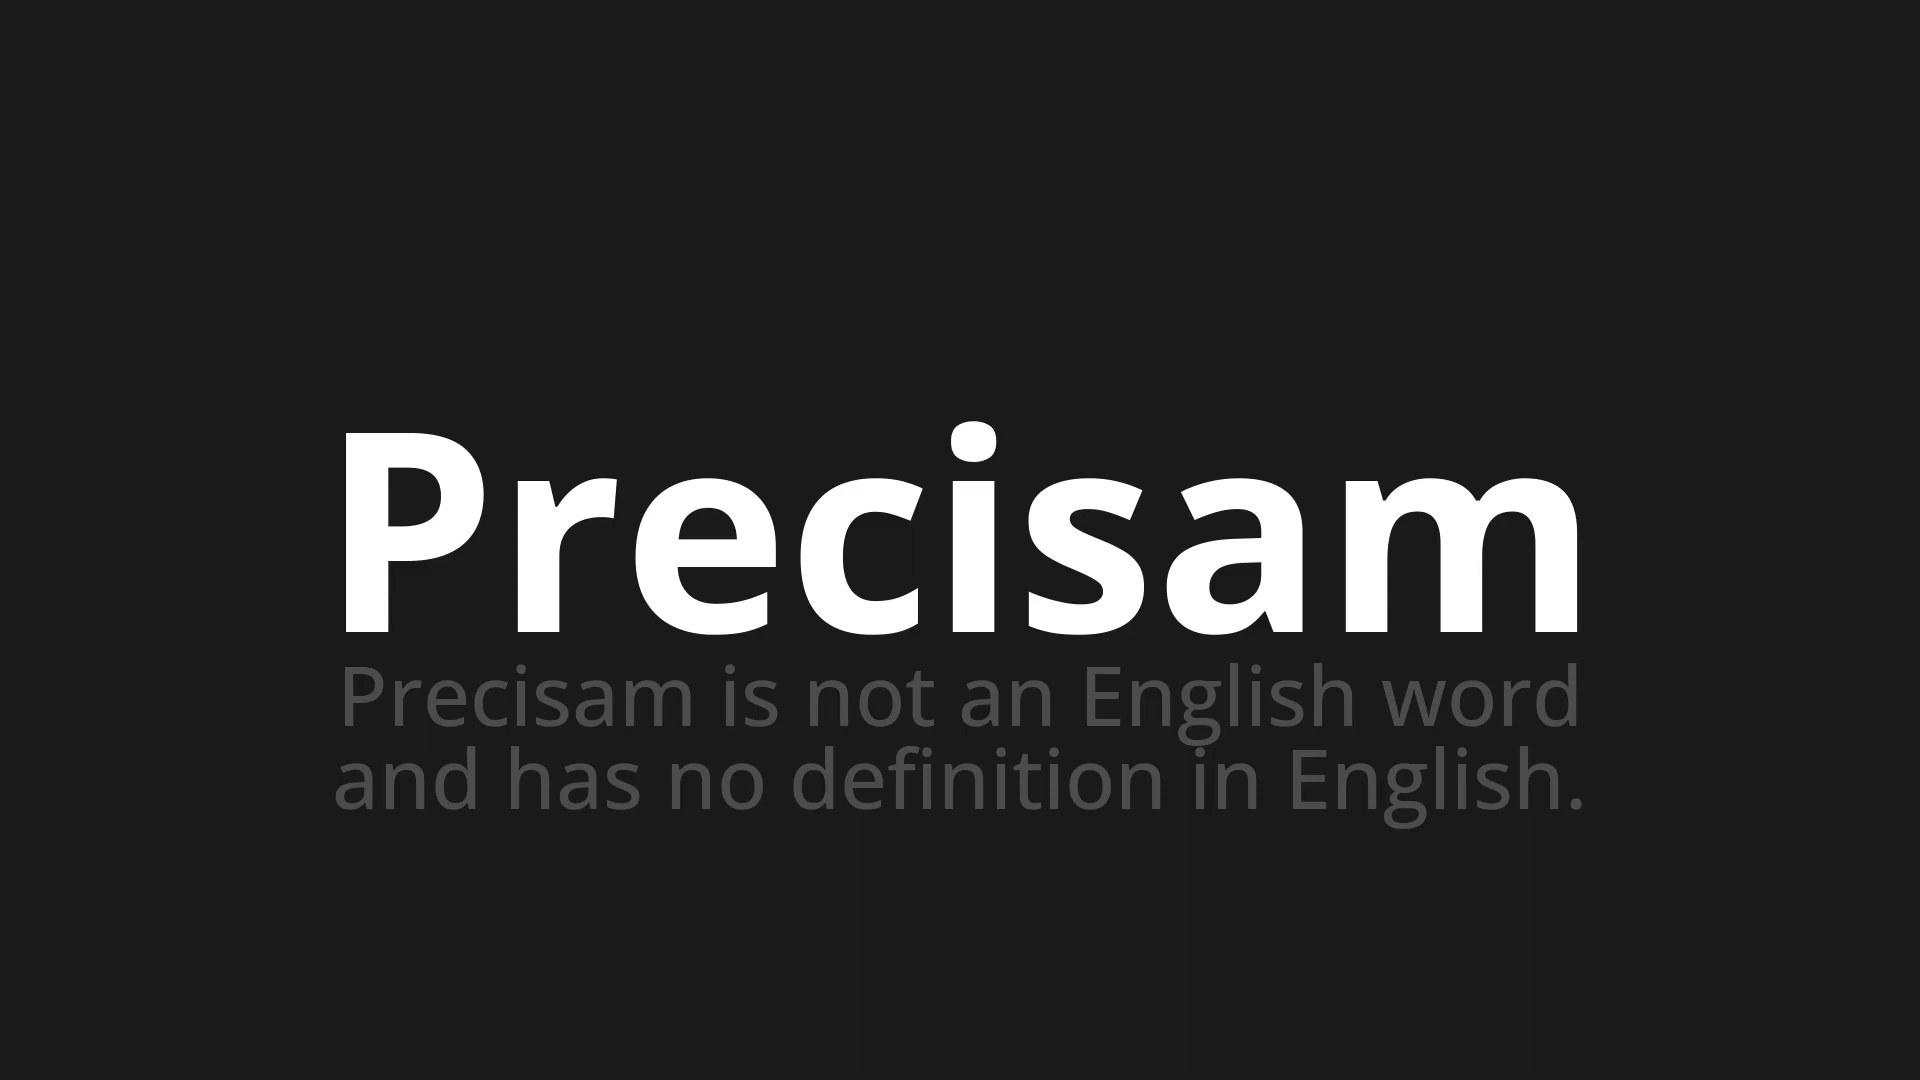 Precisam
Precisam is not an English word
and has no definition in English.